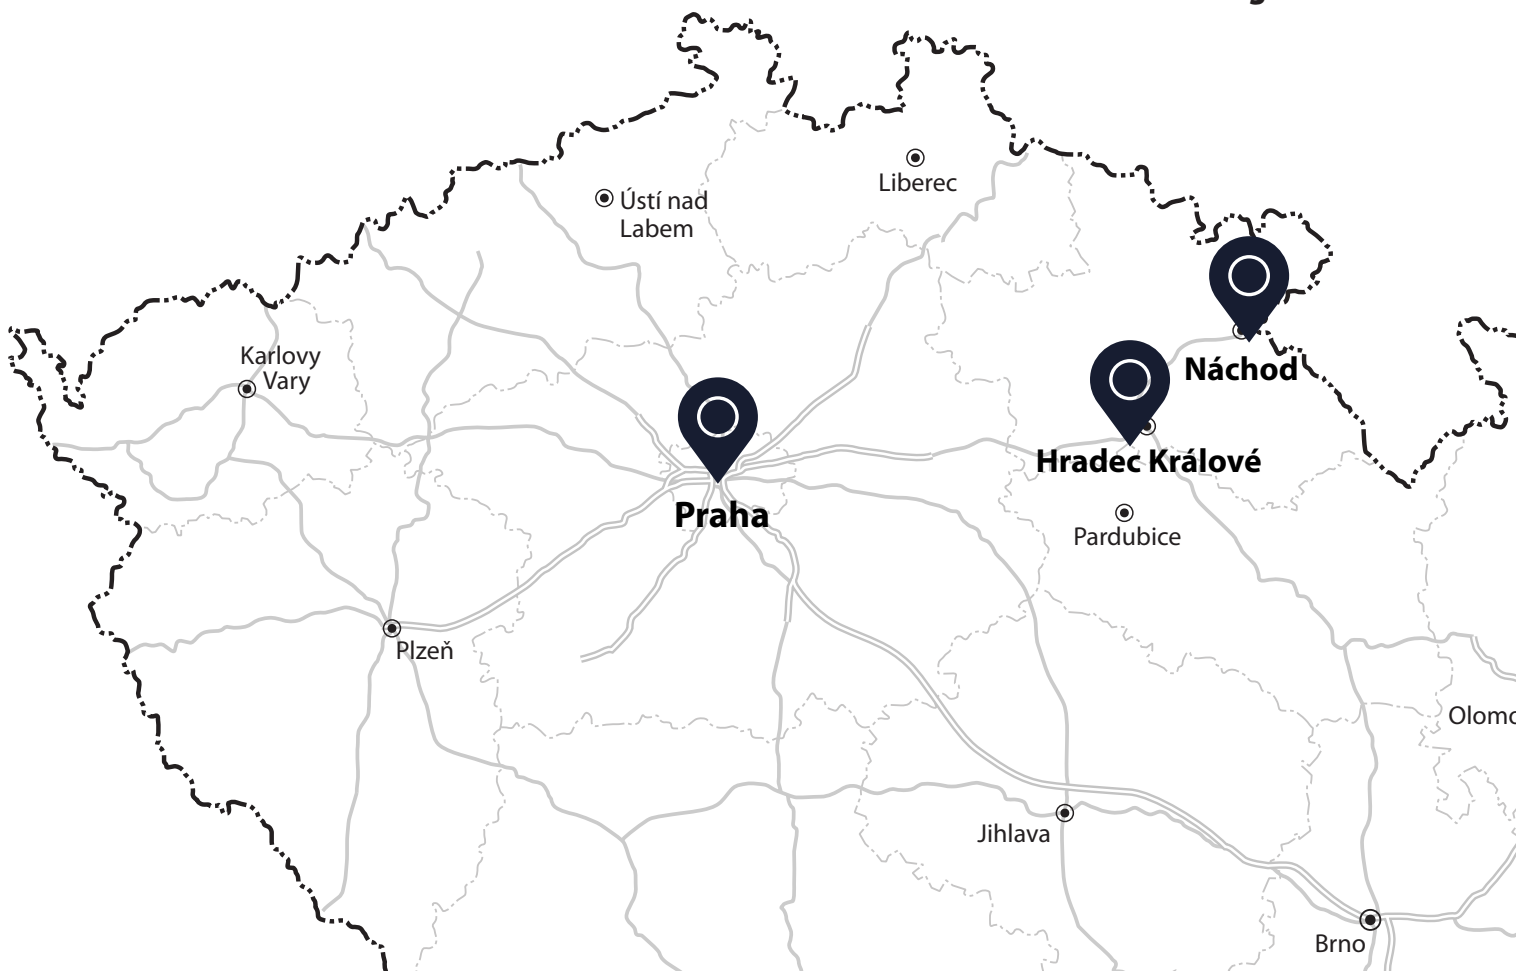 Liberec
Ústí nad
Labem
Karlovy
Vary
Náchod
Hradec Králové
Praha
Pardubice
Plzeň
Olomo
Jihlava
Brno